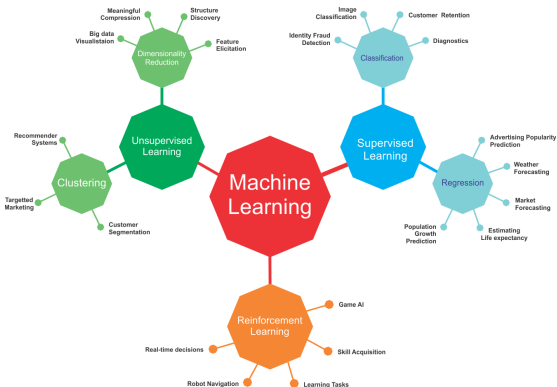 Meaningful
Compression
Structure
Discovery
Big data
Visualistaion
Feature
Elicitation
Dimensionality
Reduction
Image
Classification
Customer Retention
Identity Fraud
Detection
Diagnostics
Classification
Unsupervised
Learning
Supervised
Learning
Recommender
Systems
Clustering
Targetted
Marketing
Customer
Segmentation
Machine
Learning
Advertising Popularity
Prediction
Weather
Forecasting
Regression
Market
Forecasting
Population
Growth
Prediction
Estimating
Life expectancy
Reinforcement
Learning
Game AI
Real-time decisions
Skill Acquisition
Robot Navigation
Learning Tasks